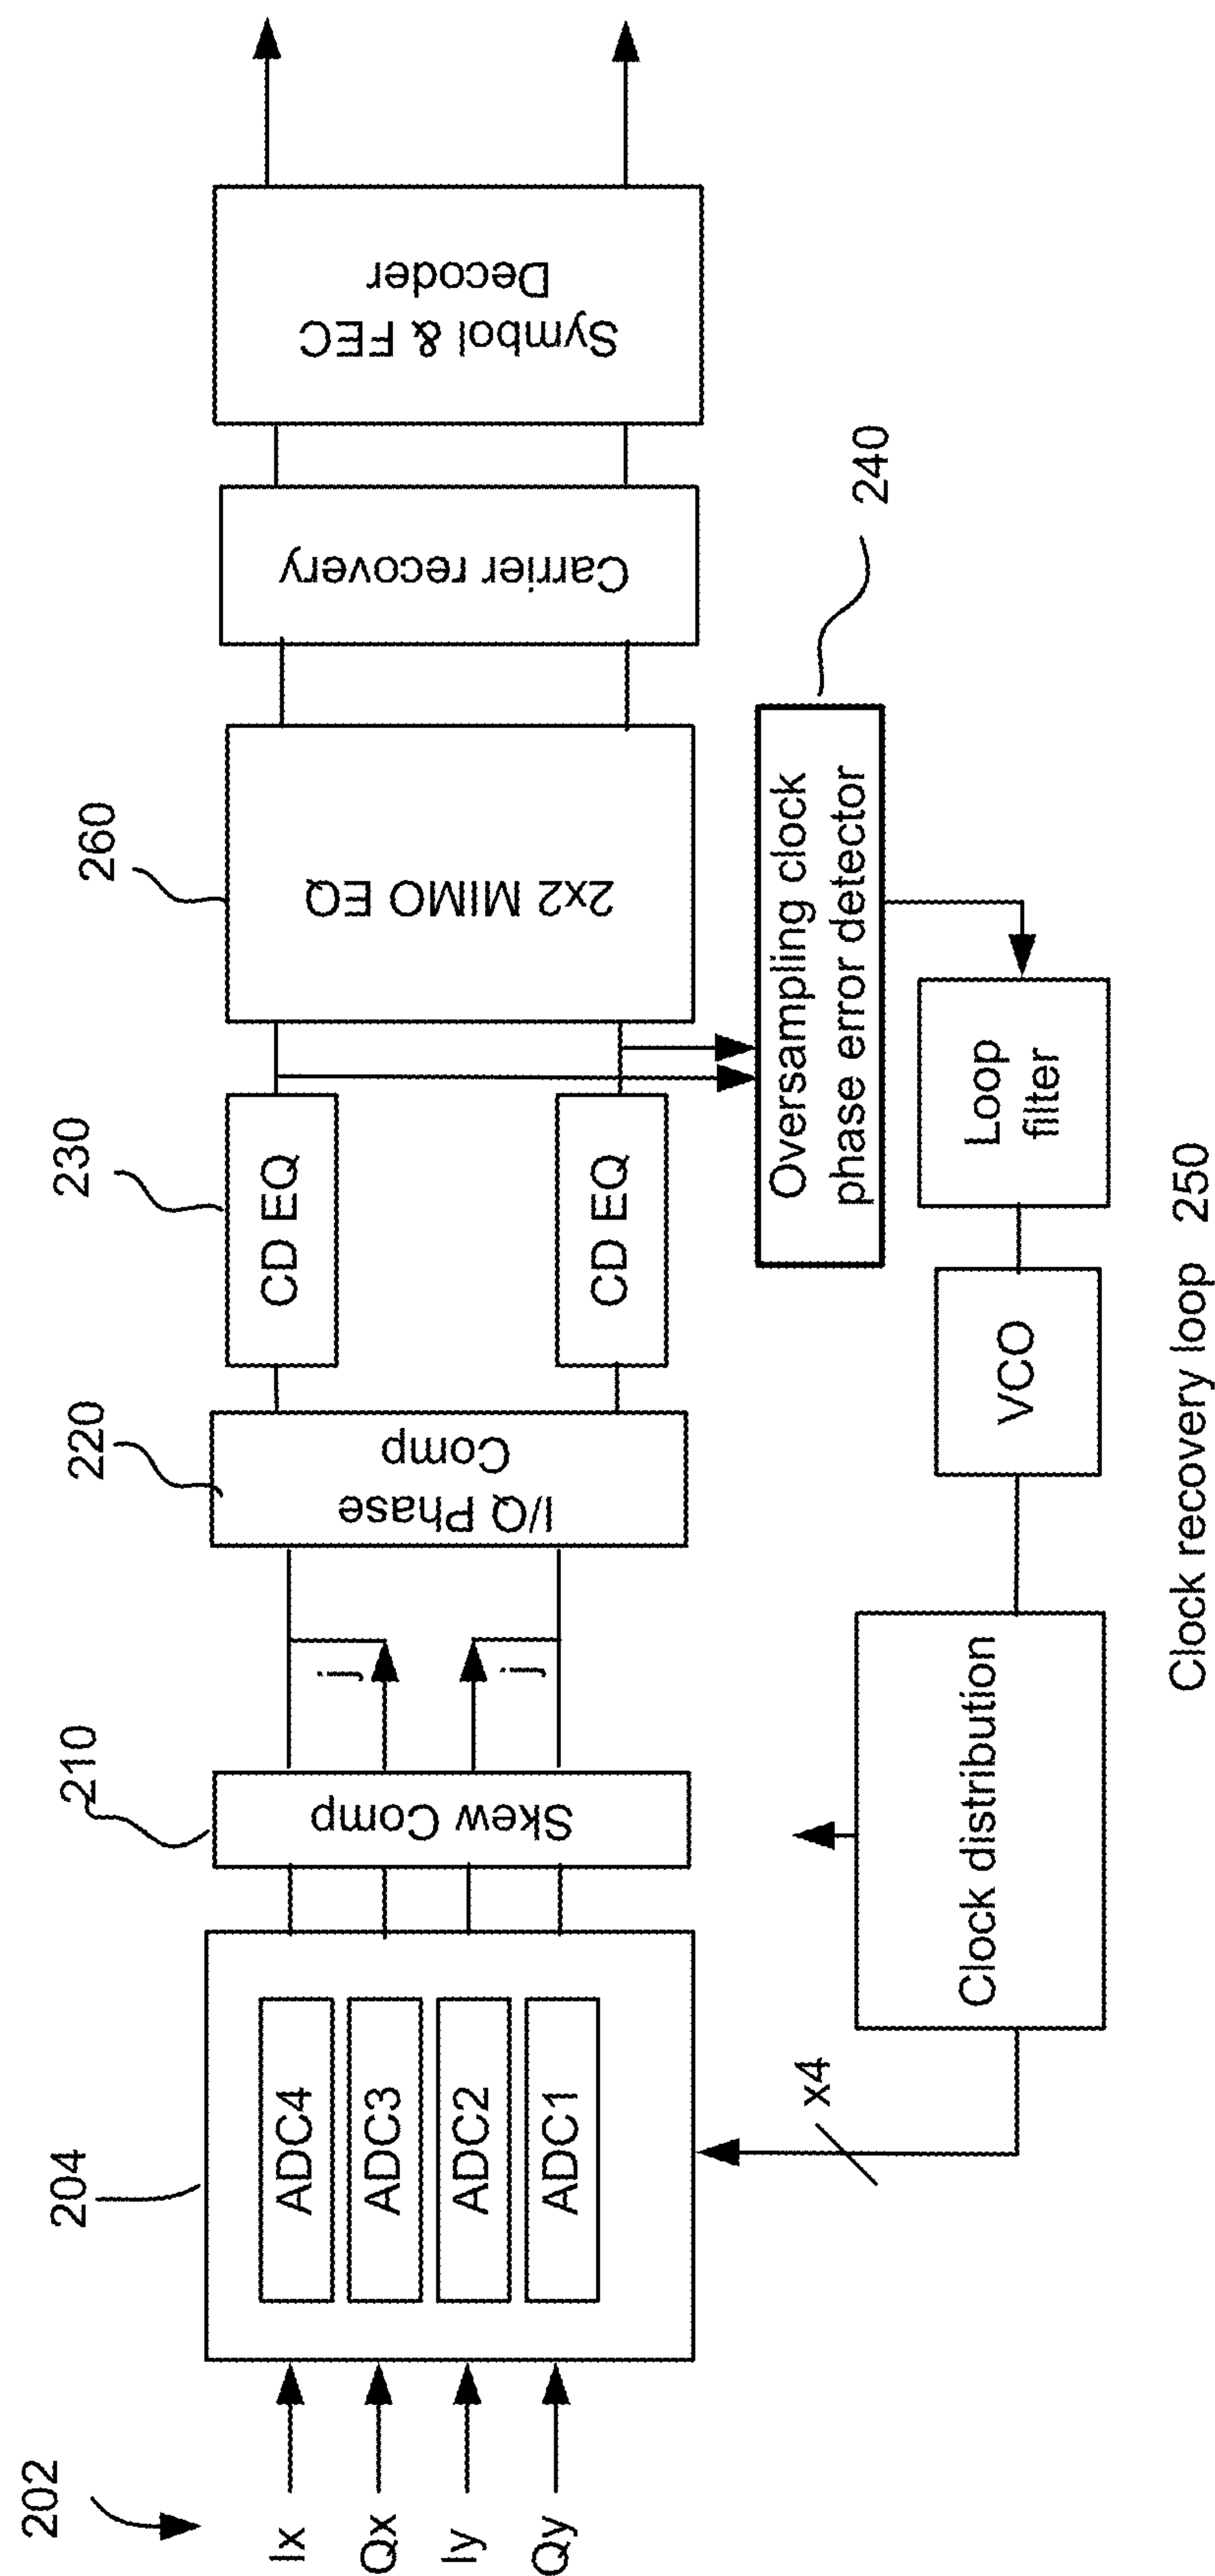 202
Ix
Qx
Iy
Qy
204
ADC4
ADC3
ADC2
ADC1
210
Skew Comp
j
j
220
I/Q Phase
Comp
230
CD EQ
CD EQ
260
2x2 MIMO EQ
Carrier recovery
Symbol & FEC
Decoder
240
Oversampling clock
phase error detector
Loop
filter
VCO
Clock distribution
x4
Clock recovery loop 250